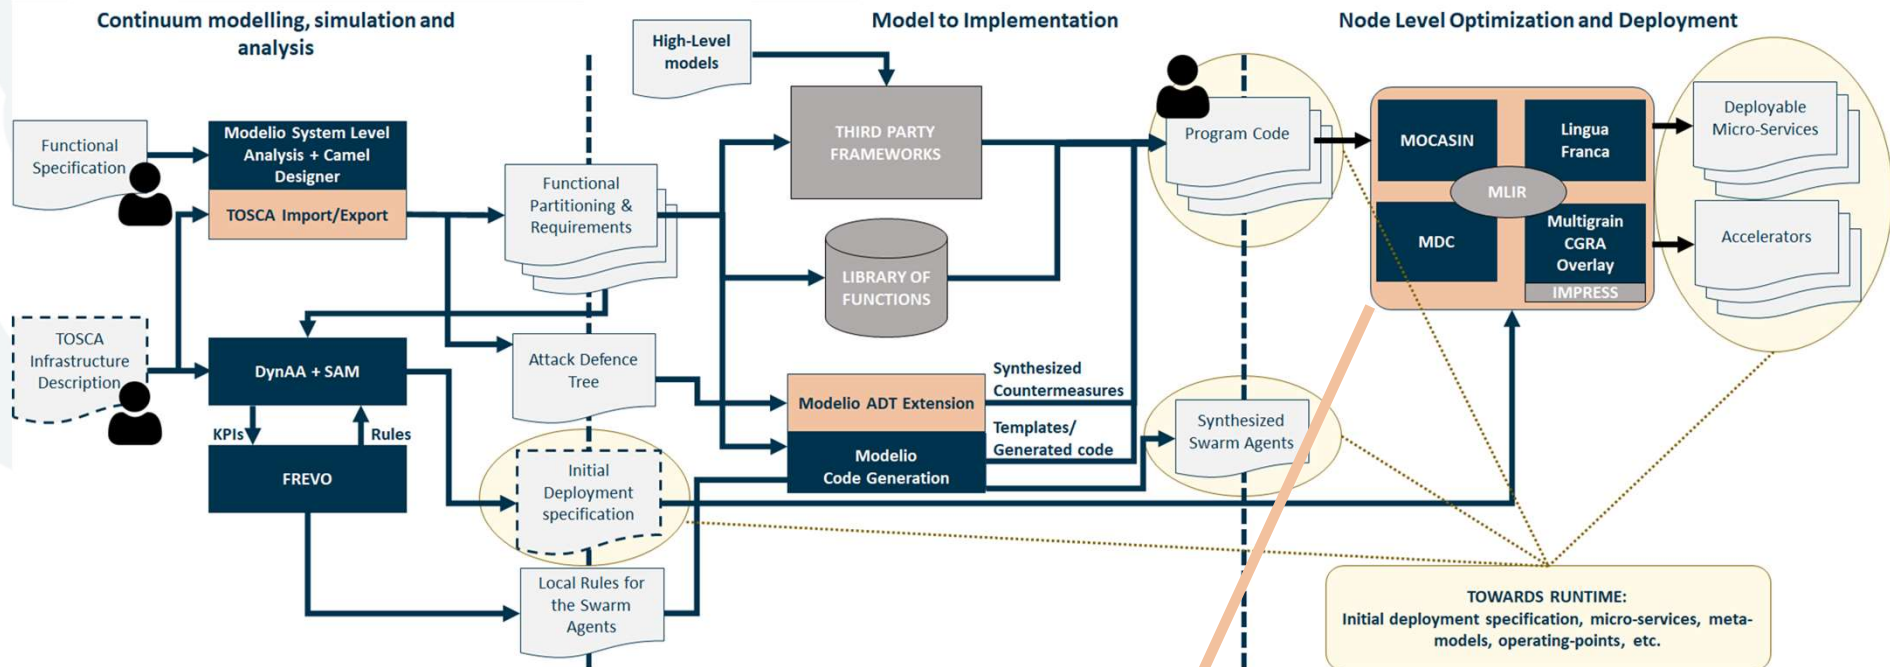 Continuum modelling, simulation and
analysis
Model to Implementation
Node Level Optimization and Deployment
Functional
Specification
Modelio System Level
Analysis + Camel
Designer
TOSCA Import/Export
TOSCA
Infrastructure
Description
DynAA + SAM
KPIs
Rules
FREVO
Functional
Partitioning &
Requirements
Attack Defence
Tree
Initial
Deployment
specification
Local Rules for
the Swarm
Agents
High-Level
models
THIRD PARTY
FRAMEWORKS
LIBRARY OF
FUNCTIONS
Modelio ADT Extension
Modelio
Code Generation
Synthesized
Countermeasures
Templates/
Generated code
Program Code
Synthesized
Swarm Agents
MOCASIN
Lingua
Franca
MLIR
MDC
Multigrain
CGRA
Overlay
IMPRESS
Deployable
Micro-Services
Accelerators
TOWARDS RUNTIME:
Initial deployment specification, micro-services, meta-
models, operating-points, etc.